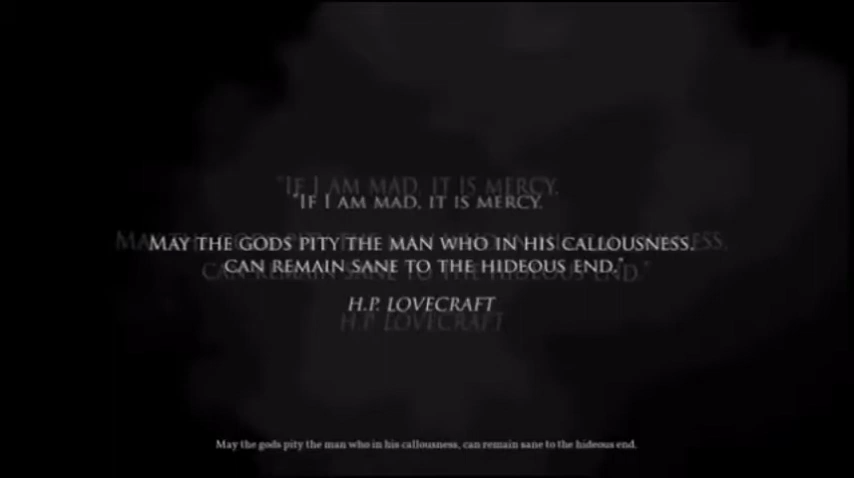 "If I am mad, it is mercy.
May the gods pity the man who in his callousness.
can remain sane to the hideous end."
H.P. Lovecraft
May the gods pity the man who in his callousness, can remain sane to the hideous end.